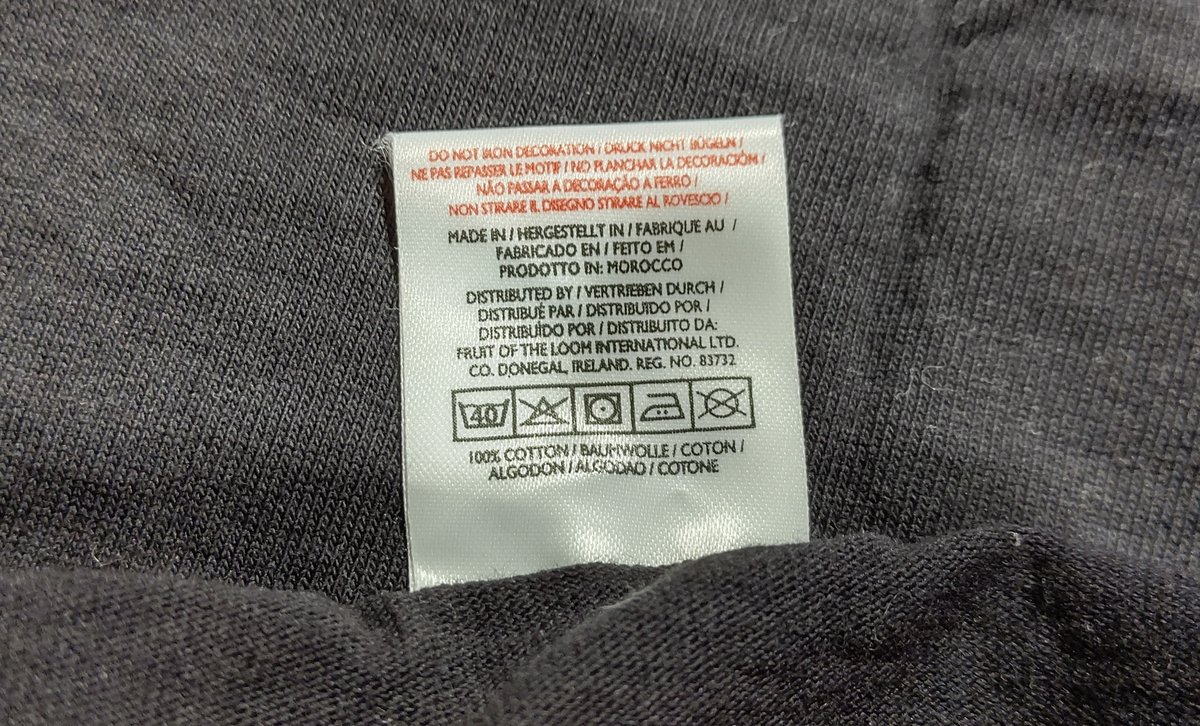 DO NOT IRON DECORATION / DRUCK NICHT BÜGELN /
NE PAS REPASSER LE MOTIF / NO PLANCHAR LA DECORACIÓM /
NÃO PASSAR A DECORAÇÃO A FERRO /
NON STIRARE IL DISEGNO STIRARE AL ROVESCIO /
MADE IN / HERGESTELLT IN / FABRIQUE AU /
FABRICADO EN / FEITO EM /
PRODOTTO IN: MOROCCO
DISTRIBUTED BY / VERTRIEBEN DURCH /
DISTRIBUÉ PAR / DISTRIBUIDO POR /
DISTRIBUÍDO POR / DISTRIBUITO DA:
FRUIT OF THE LOOM INTERNATIONAL LTD.
CO. DONEGAL, IRELAND. REG. NO. 83732
40
100% COTTON / BAUMWOLLE / COTON /
ALGODON / ALGODAO / COTONE